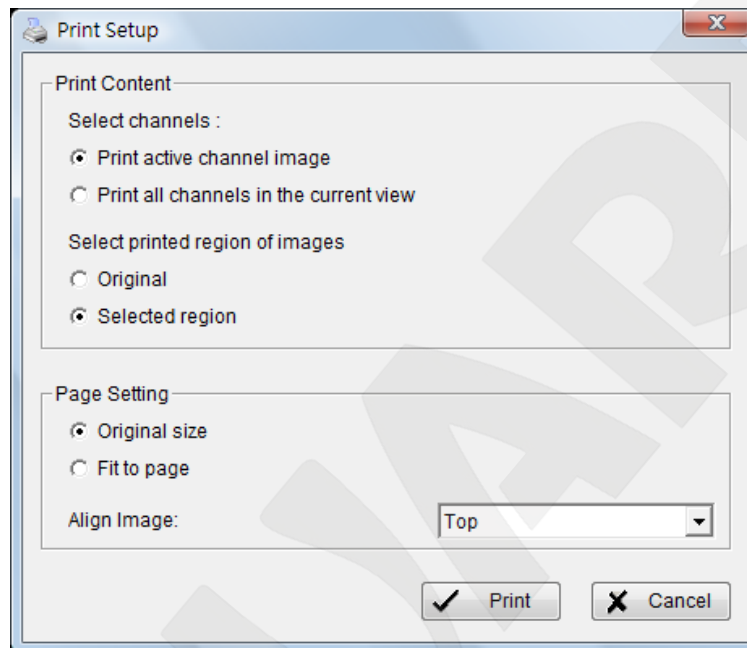 Print Setup
Print Content
Select channels :
Print active channel image
Print all channels in the current view
Select printed region of images
Original
Selected region
Page Setting
Original size
Fit to page
Align Image: Top
Print Cancel